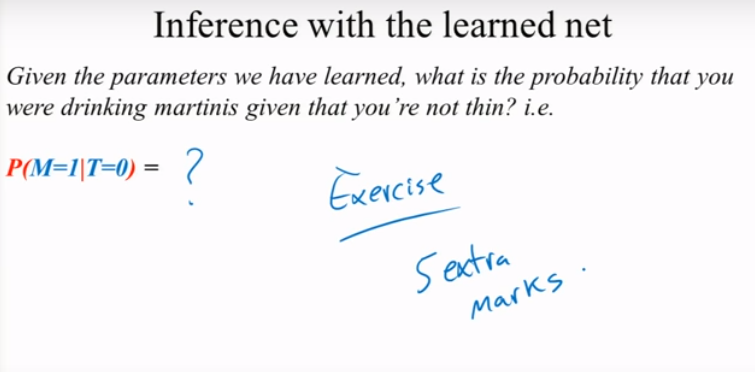 Inference with the learned net
Given the parameters we have learned, what is the probability that you
were drinking martinis given that you're not thin? i.e.
P(M=1|T=0) = ?
Exercise
5 extra
marks.